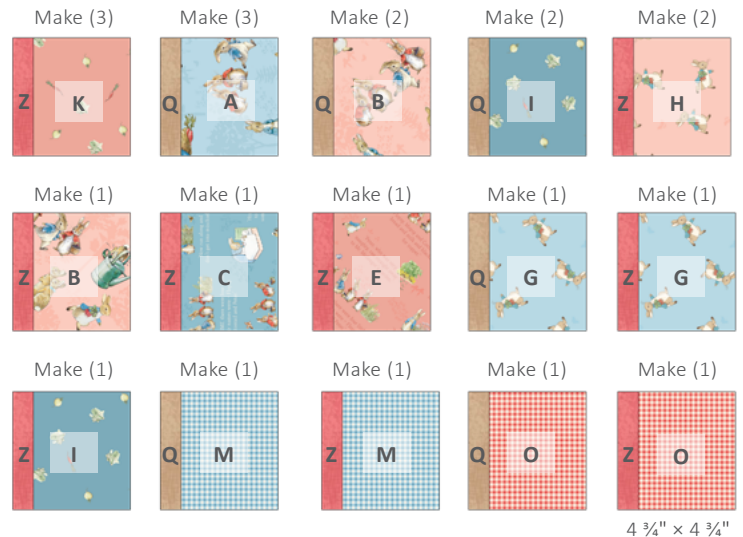 Make (3) Make (3) Make (2) Make (2) Make (2)
Z K Q A Q B Q I Z H
Make (1) Make (1) Make (1) Make (1) Make (1)
Z B Z C Z E Q G Z G
Make (1) Make (1) Make (1) Make (1) Make (1)
Z I Q M Z M Q O Z O
4 ¾" × 4 ¾"